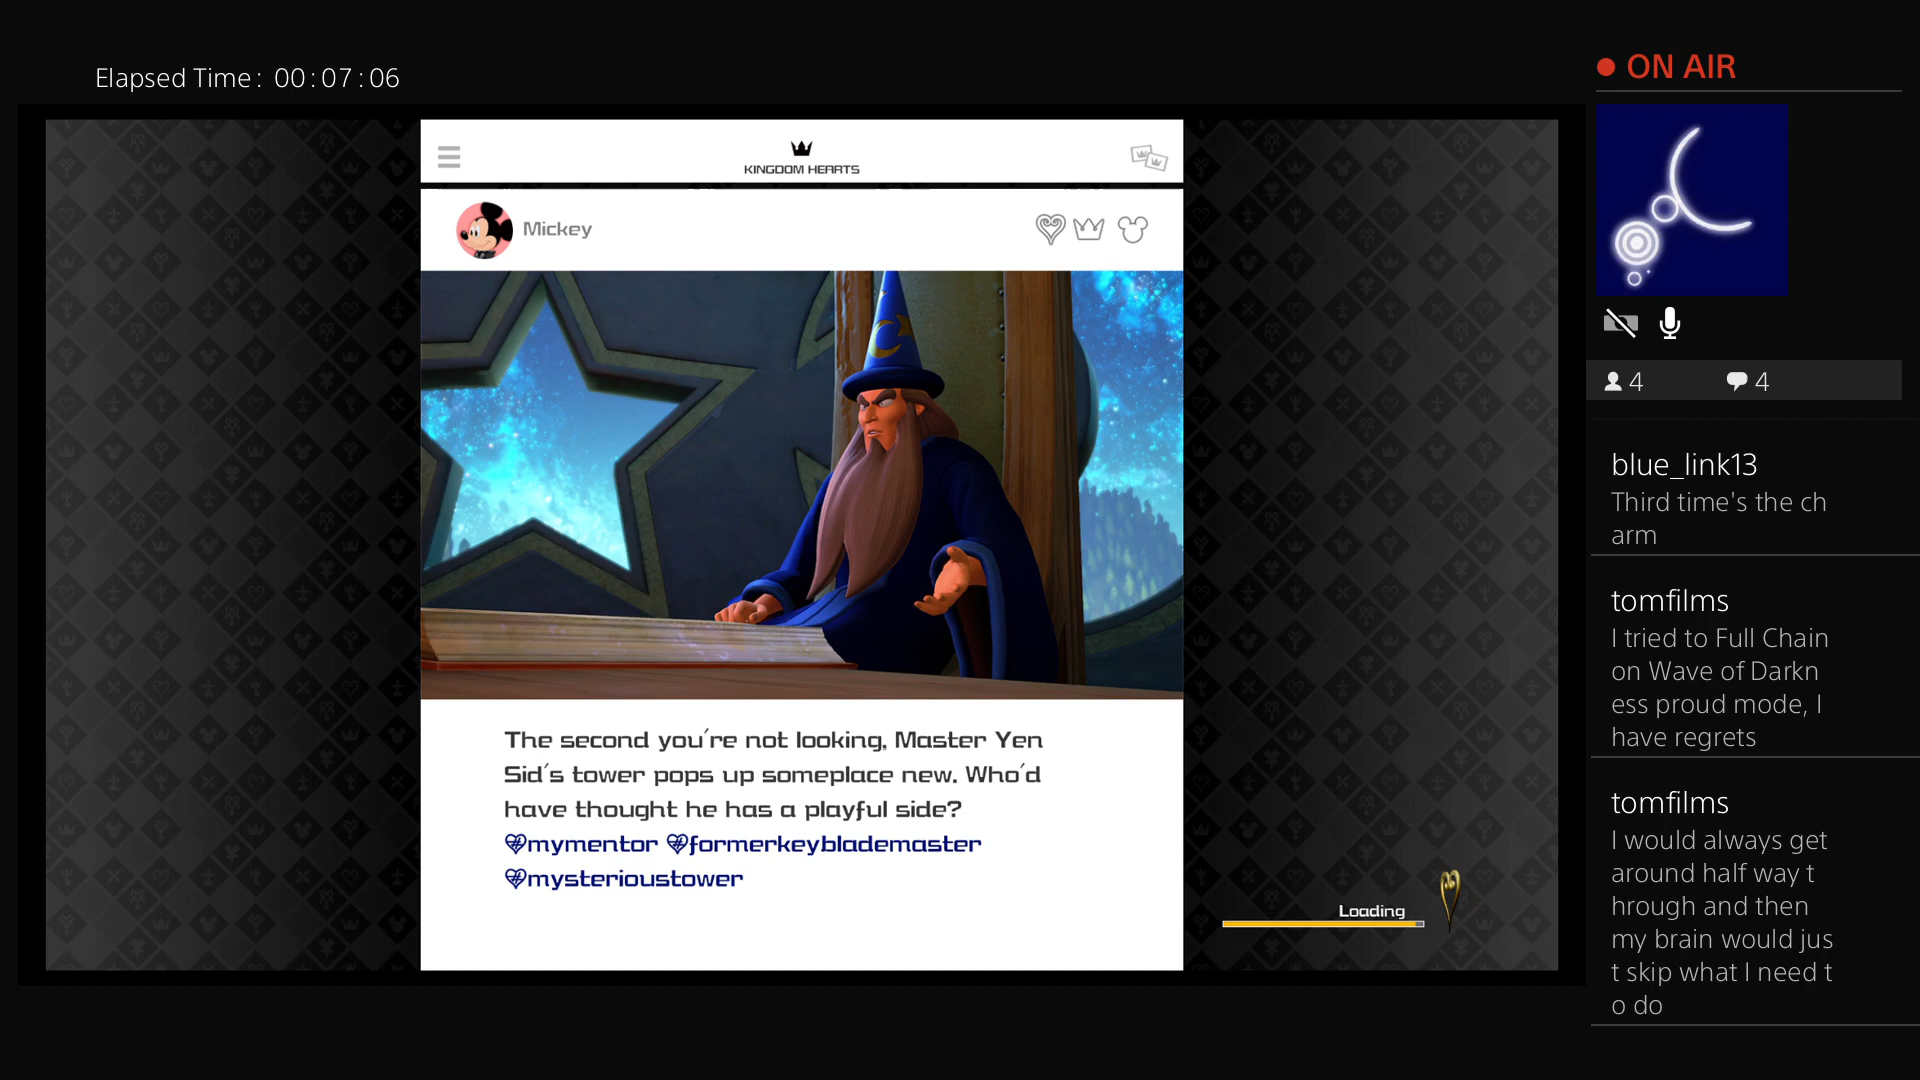 Elapsed Time: 00:07:06
ON AIR
KINGDOM HEARTS
Mickey
4 4
The second you're not looking, Master Yen
Sid's tower pops up someplace new. Who'd
have thought he has a playful side?
#mymentor #formerkeyblademaster
#mysterioustower
Loading
blue_link13
Third time's the ch
arm
tomfilms
I tried to Full Chain
on Wave of Darkn
ess proud mode, I
have regrets
tomfilms
I would always get
around half way t
hrough and then
my brain would jus
t skip what I need t
o do